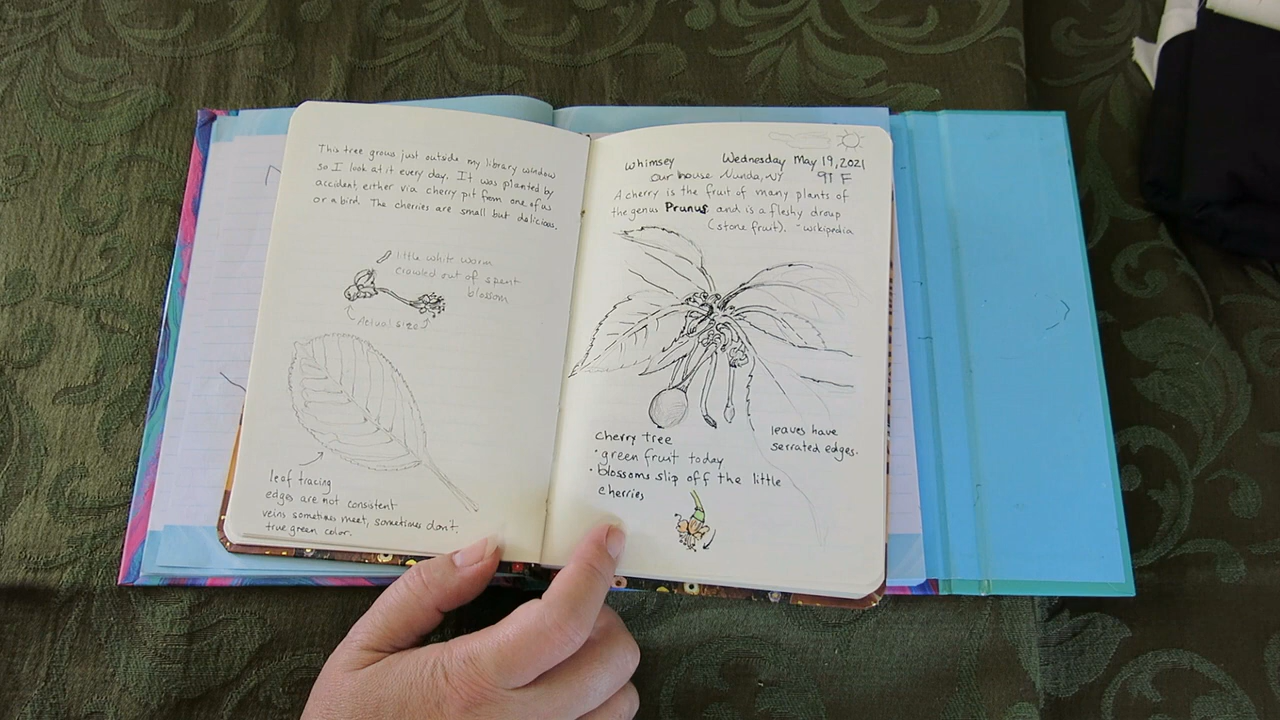 This tree grows just outside my library window
so I look at it every day. It was planted by
accident, either via cherry pit from one of us
or a bird. The cherries are small but delicious.
little white worm
crawled out of spent
blossom
Actual size
leaf tracing
edges are not consistent
veins sometimes meet, sometimes don't.
true green color.
whimsey Wednesday May 19, 2021
our house Nunda, NY 91 F
A cherry is the fruit of many plants of
the genus Prunus, and is a fleshy droup
(stone fruit). - wikipedia
cherry tree
· green fruit today
· blossoms slip off the little
cherries
leaves have
serrated edges.